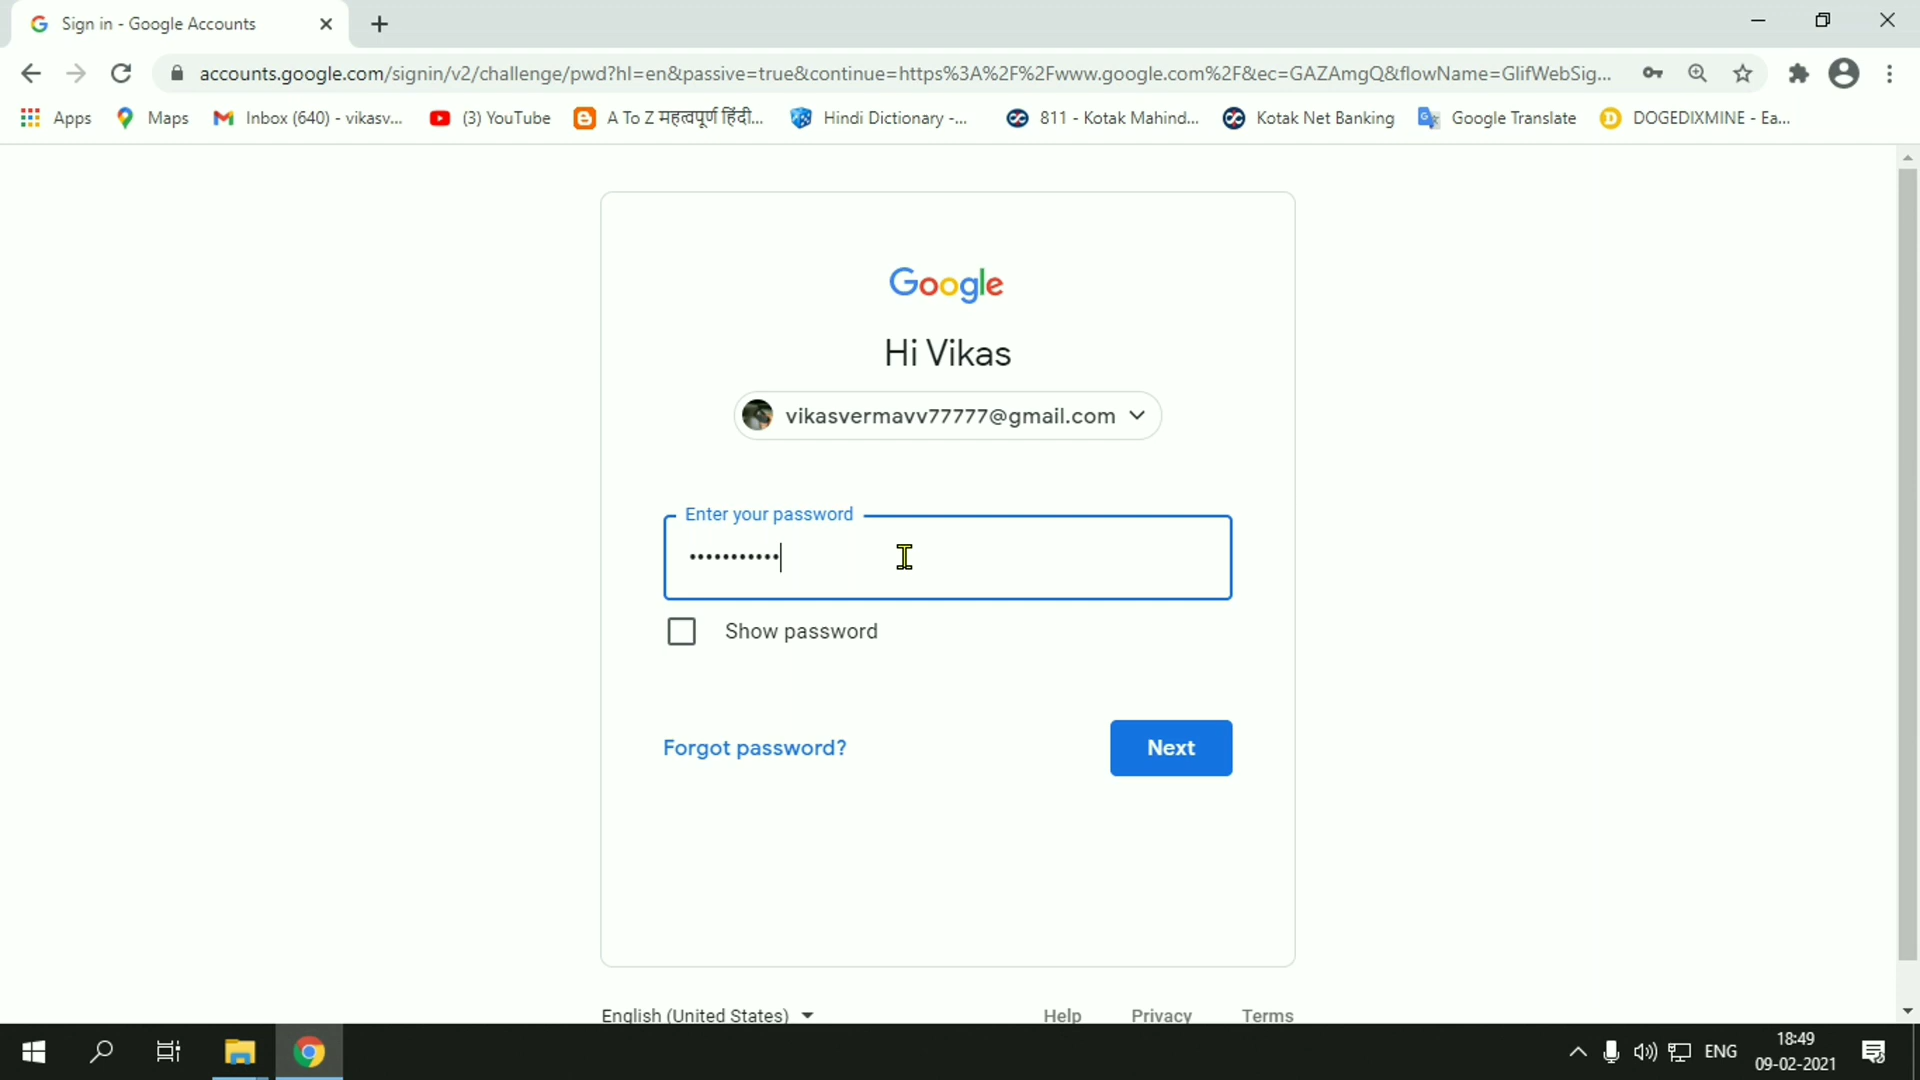 Sign in - Google Accounts
accounts.google.com/signin/v2/challenge/pwd?hl=en&passive=true&continue=https%3A%2F%2Fwww.google.com%2F&ec=GAZAmgQ&flowName=GlifWebSig...
Apps Maps Inbox (640) - vikasv... (3) YouTube A To Z महत्वपूर्ण हिंदी... Hindi Dictionary -... 811 - Kotak Mahind... Kotak Net Banking Google Translate DOGEDIXMINE - Ea...
Google
Hi Vikas
vikasvermavv77777@gmail.com
Enter your password
•••••••••••
Show password
Forgot password? Next
English (United States) Help Privacy Terms
ENG 18:49
09-02-2021